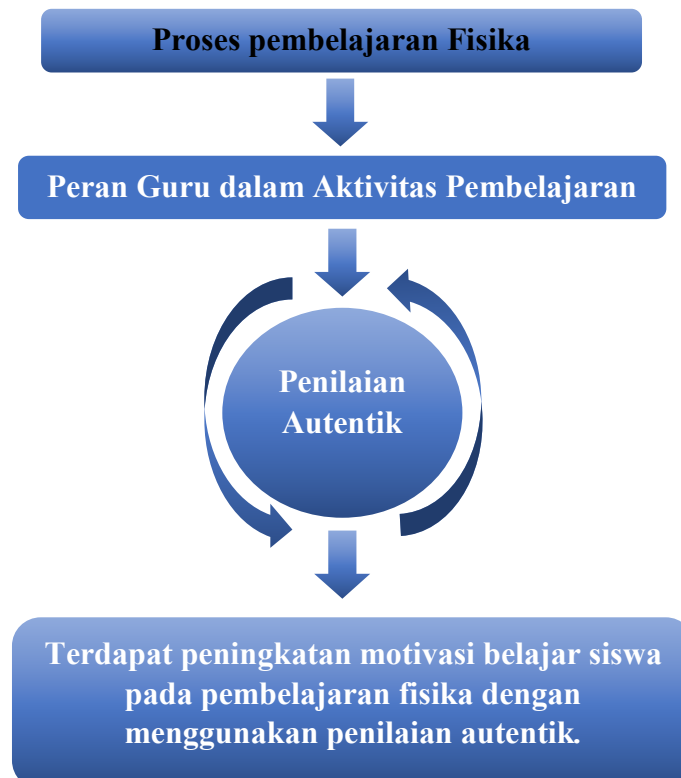 Proses pembelajaran Fisika
Peran Guru dalam Aktivitas Pembelajaran
Penilaian
Autentik
Terdapat peningkatan motivasi belajar siswa
pada pembelajaran fisika dengan
menggunakan penilaian autentik.